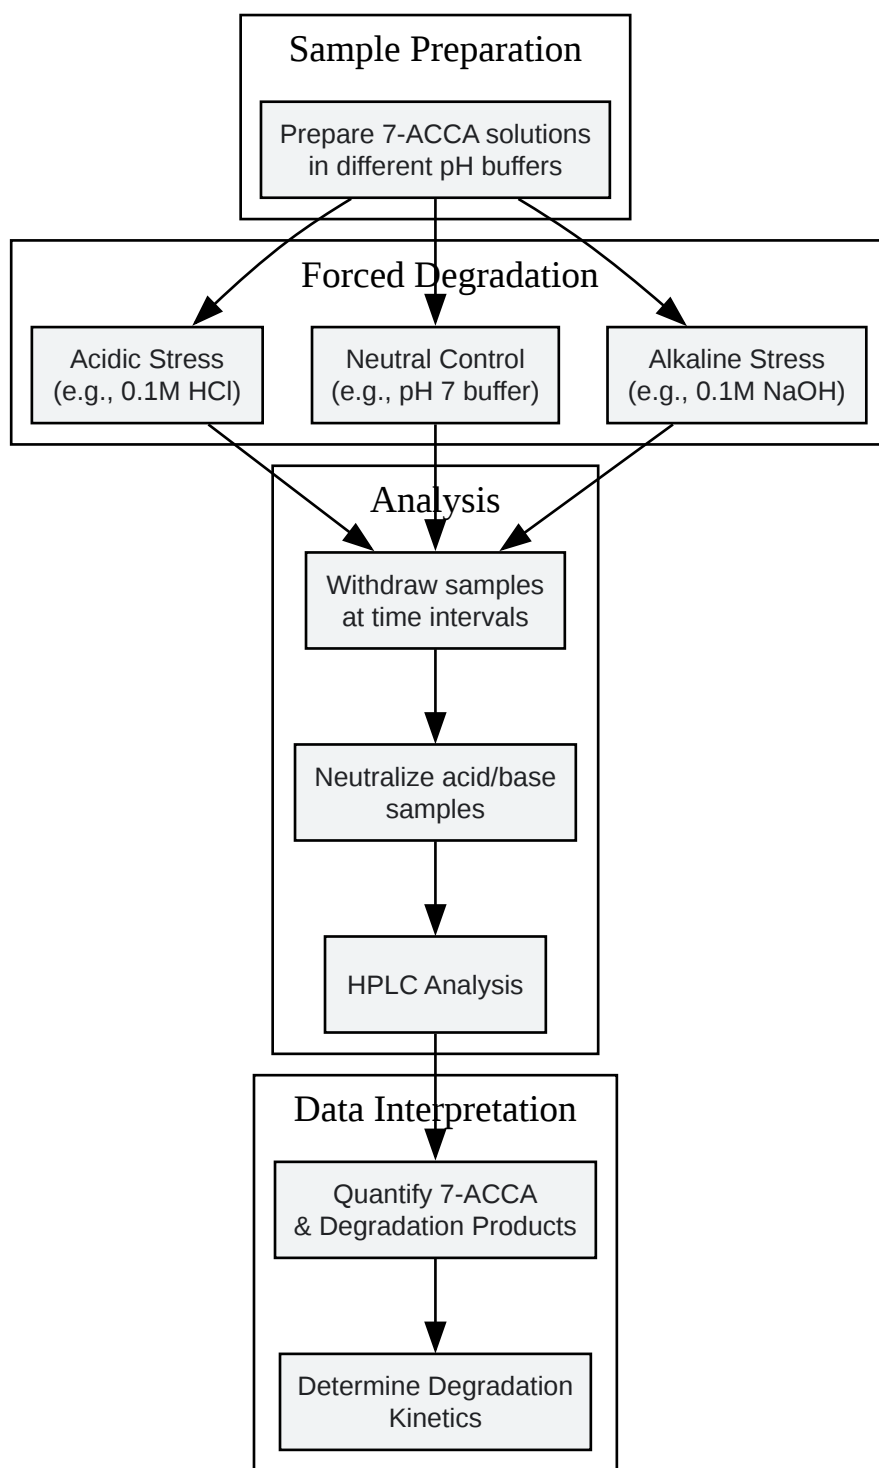 Sample Preparation
Prepare 7-ACCA solutions
in different pH buffers
Forced Degradation
Acidic Stress
(e.g., 0.1M HCl)
Neutral Control
(e.g., pH 7 buffer)
Alkaline Stress
(e.g., 0.1M NaOH)
Analysis
Withdraw samples
at time intervals
Neutralize acid/base
samples
HPLC Analysis
Data Interpretation
Quantify 7-ACCA
& Degradation Products
Determine Degradation
Kinetics